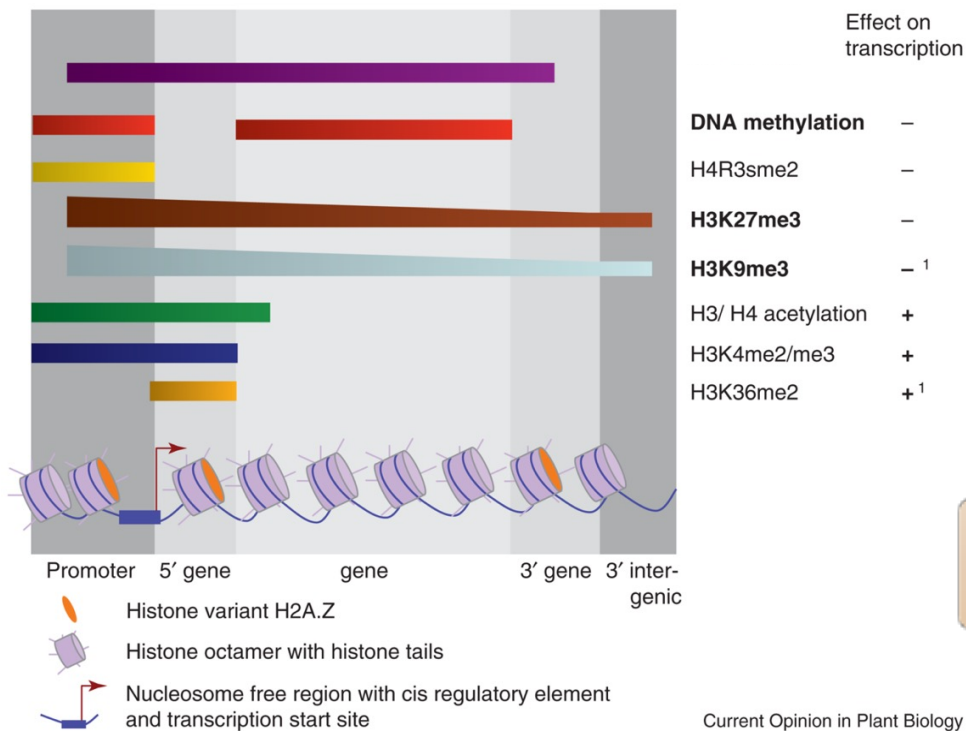 Effect on
transcription
DNA methylation –
H4R3sme2 –
H3K27me3 –
H3K9me3 – 1
H3/ H4 acetylation +
H3K4me2/me3 +
H3K36me2 + 1
Promoter 5′ gene gene 3′ gene 3′ inter-
genic
Histone variant H2A.Z
Histone octamer with histone tails
Nucleosome free region with cis regulatory element
and transcription start site
Current Opinion in Plant Biology